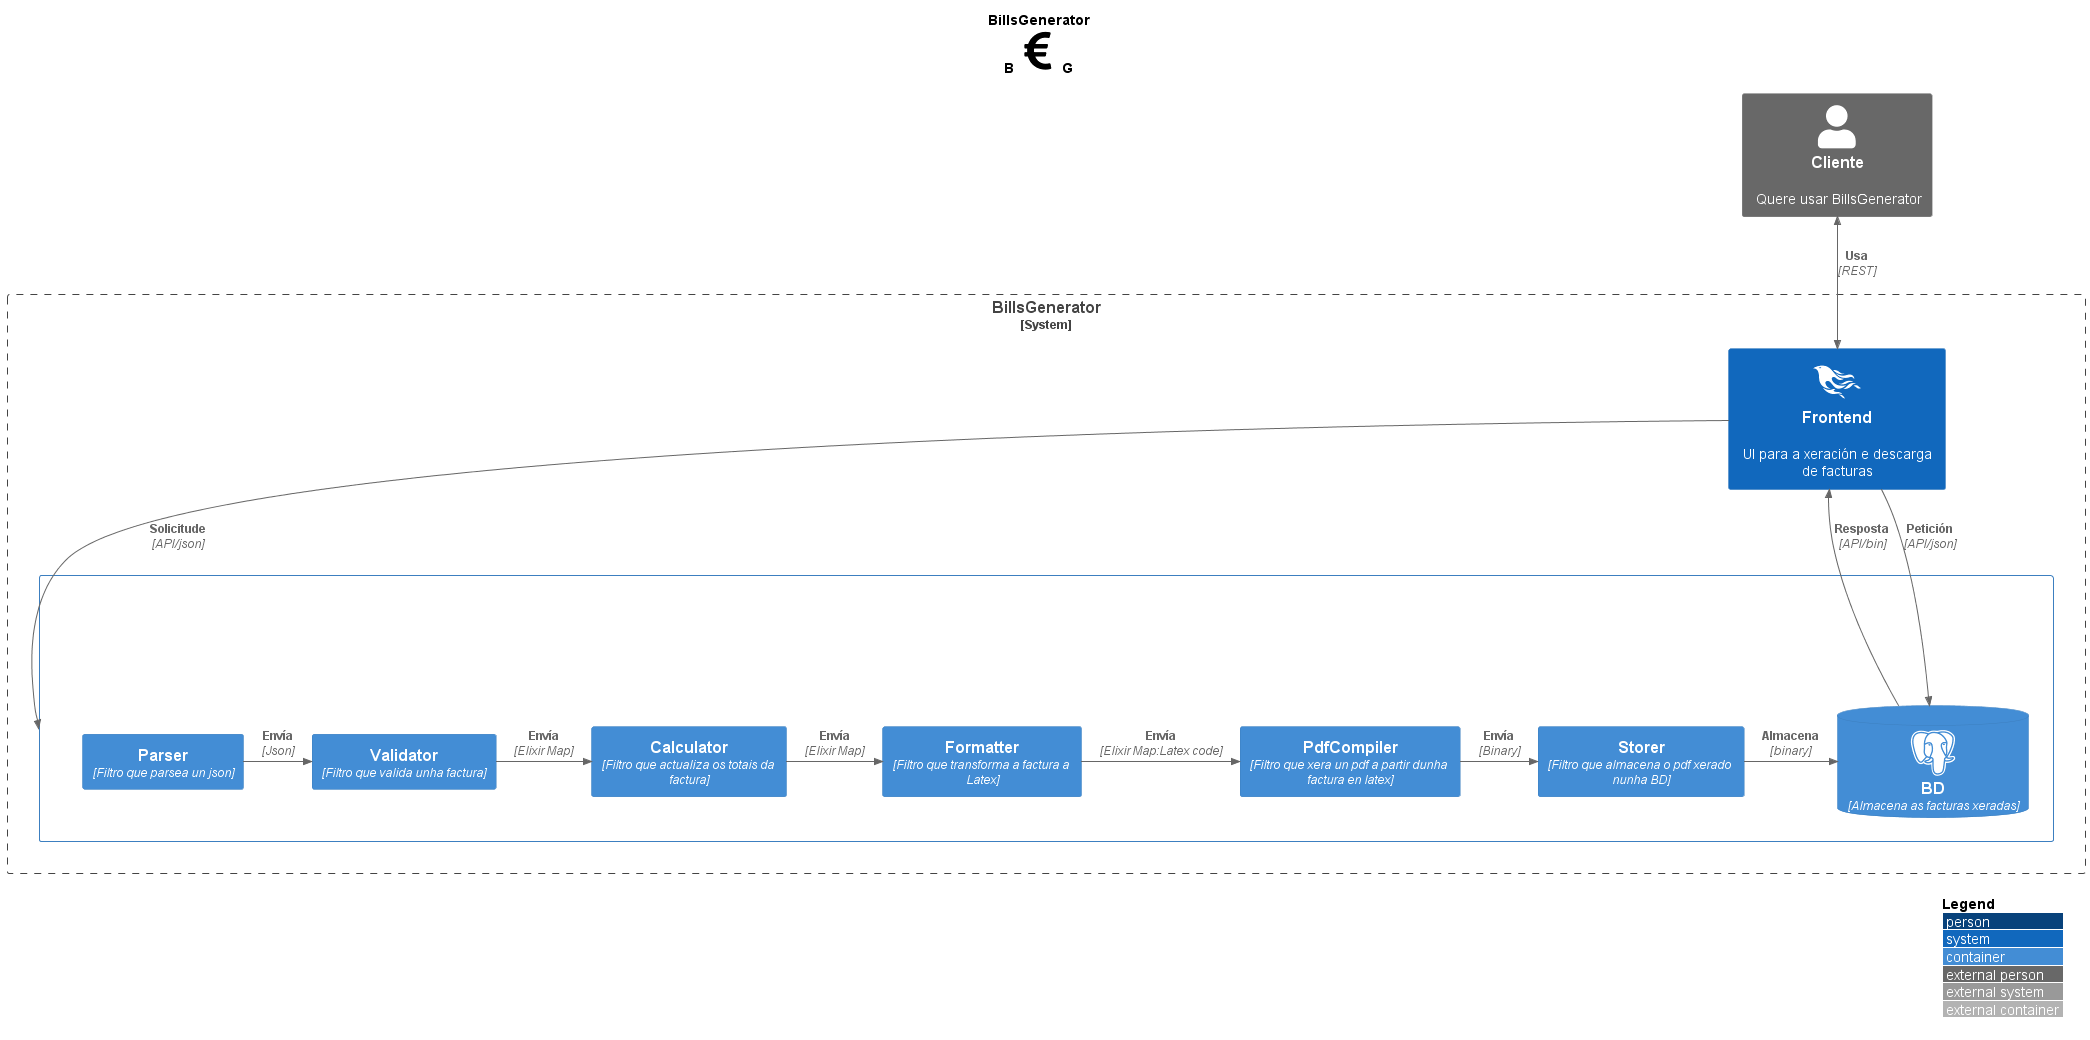 BillsGenerator
B € G
Cliente
Quere usar BillsGenerator
Usa
[REST]
BillsGenerator
[System]
Frontend
UI para a xeración e descarga
de facturas
Solicitude
[API/json]
Resposta
[API/bin]
Petición
[API/json]
Parser
[Filtro que parsea un json]
Envía
[Json]
Validator
[Filtro que valida unha factura]
Envía
[Elixir Map]
Calculator
[Filtro que actualiza os totais da
factura]
Envía
[Elixir Map]
Formatter
[Filtro que transforma a factura a
Latex]
Envía
[Elixir Map:Latex code]
PdfCompiler
[Filtro que xera un pdf a partir dunha
factura en latex]
Envía
[Binary]
Storer
[Filtro que almacena o pdf xerado
nunha BD]
Almacena
[binary]
BD
[Almacena as facturas xeradas]
Legend
person
system
container
external person
external system
external container